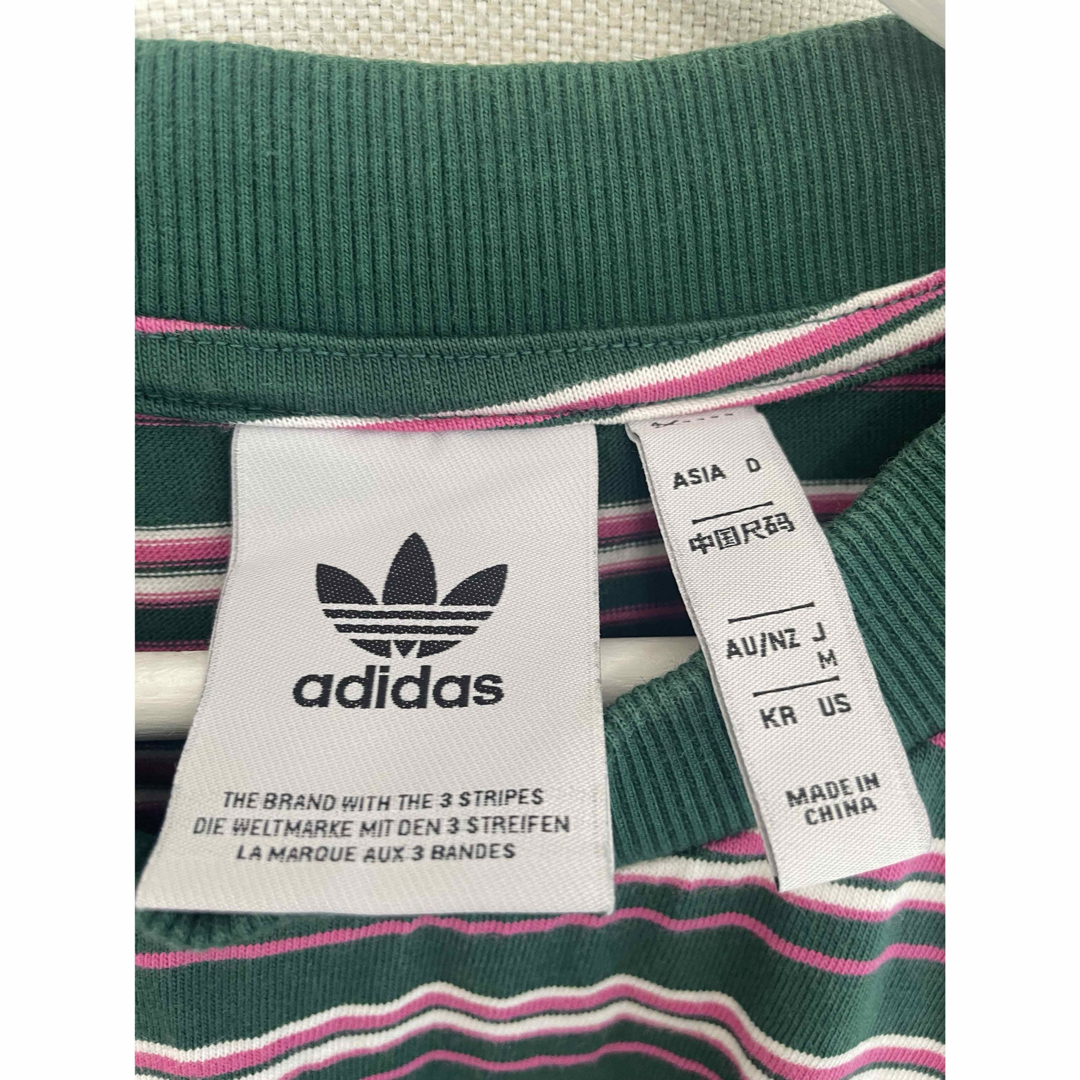 adidas
THE BRAND WITH THE 3 STRIPES
DIE WELTMARKE MIT DEN 3 STREIFEN
LA MARQUE AUX 3 BANDES
ASIA D
中国尺码
AU/NZ J
M
KR US
MADE IN
CHINA